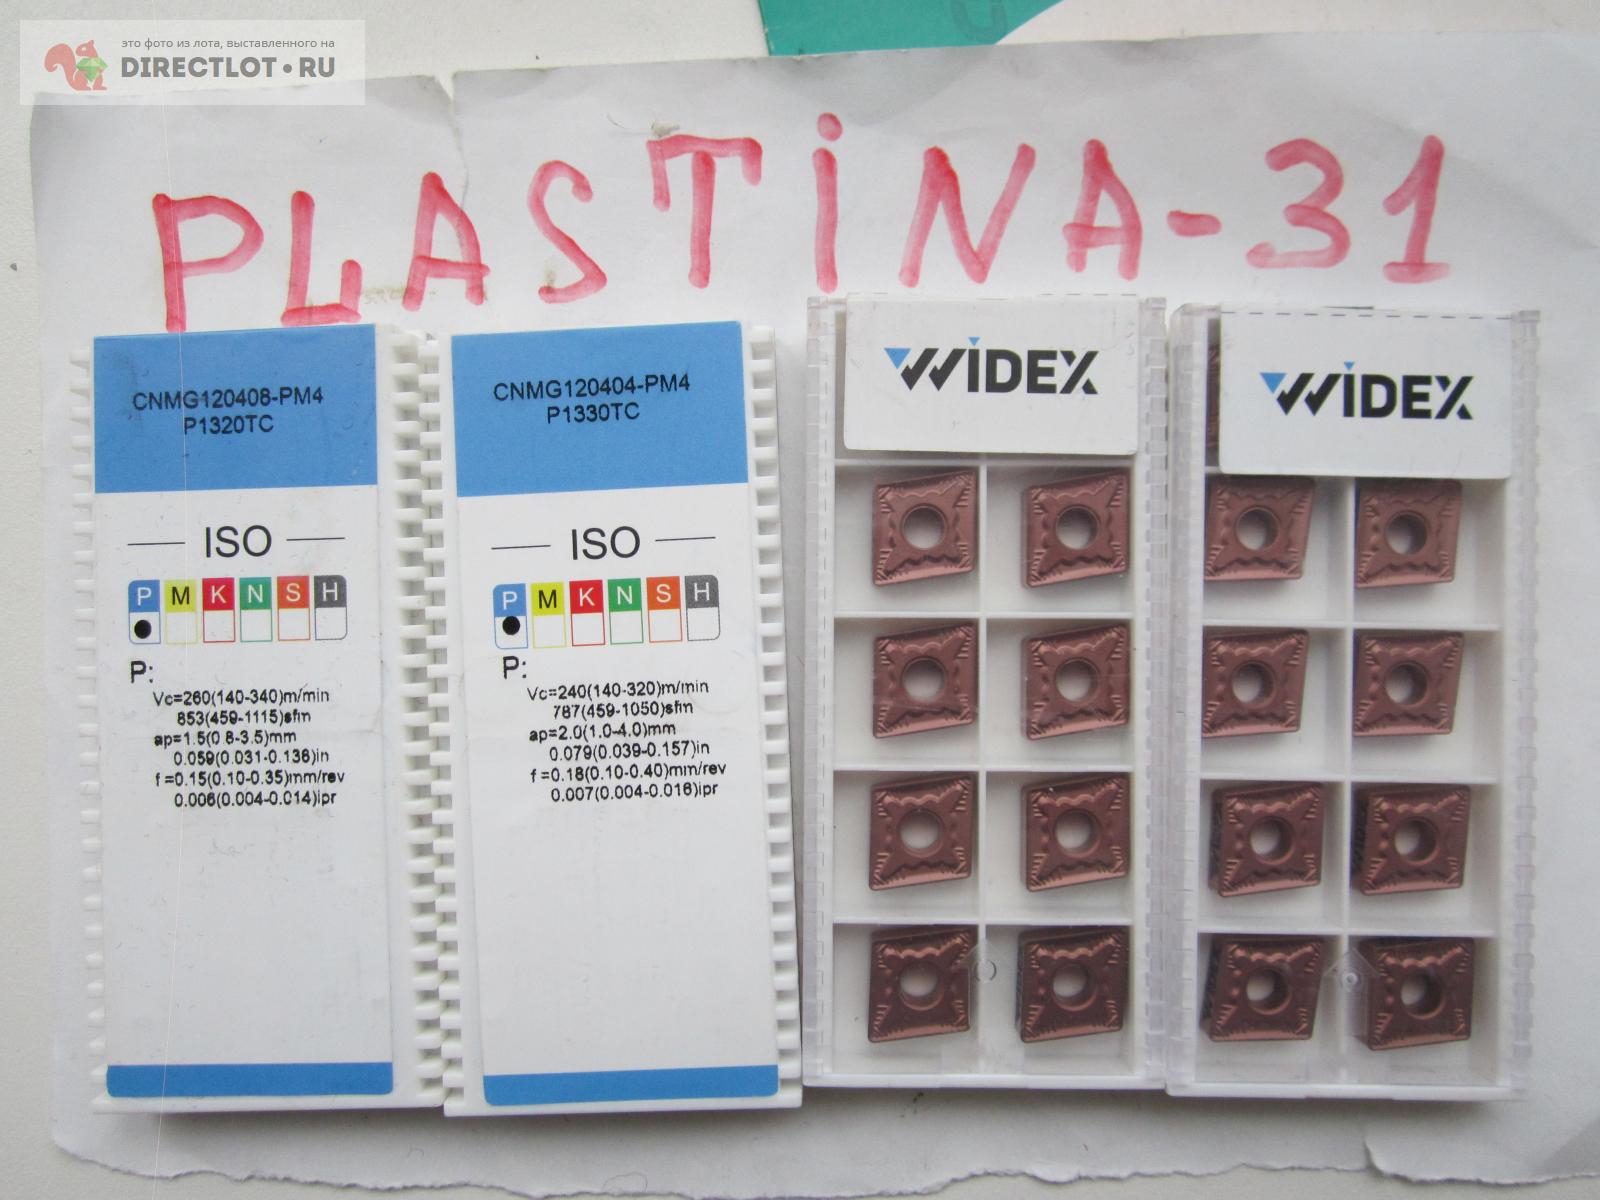 это фото из лота, выставленного на
DIRECTLOT•RU
PLASTINA-31
CNMG120408-PM4
P1320TC
ISO
P M K N S H
P:
Vc=260(140-340)m/min
853(459-1115)sfm
ap=1.5(0.8-3.5)mm
0.059(0.031-0.138)in
f=0.15(0.10-0.35)mm/rev
0.006(0.004-0.014)ipr
CNMG120404-PM4
P1330TC
ISO
P M K N S H
P:
Vc=240(140-320)m/min
787(459-1050)sfm
ap=2.0(1.0-4.0)mm
0.079(0.039-0.157)in
f=0.18(0.10-0.40)mm/rev
0.007(0.004-0.016)ipr
WIDEX
WIDEX